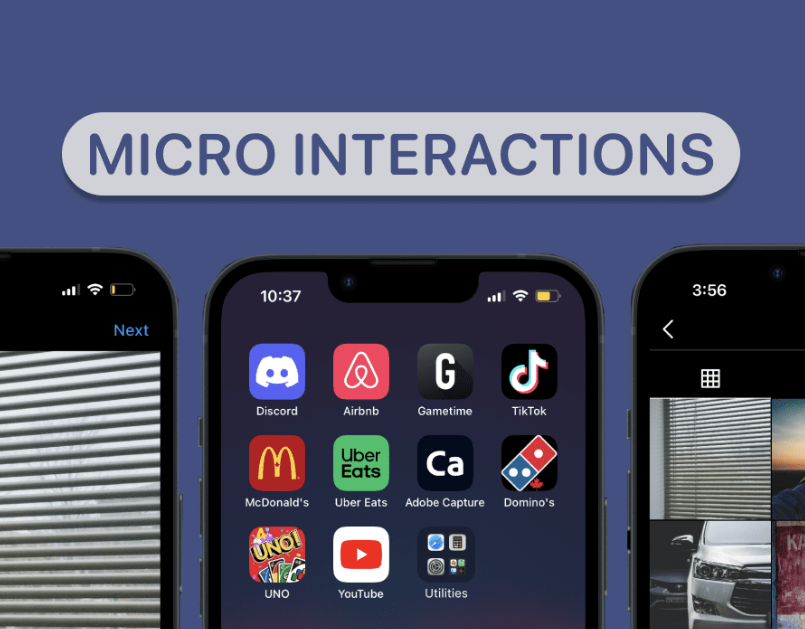 MICRO INTERACTIONS
Next
10:37
Discord
Airbnb
G
Gametime
TikTok
McDonald's
Uber
Eats
Uber Eats
Ca
Adobe Capture
Domino's
UNO!
UNO
YouTube
Utilities
3:56
KA